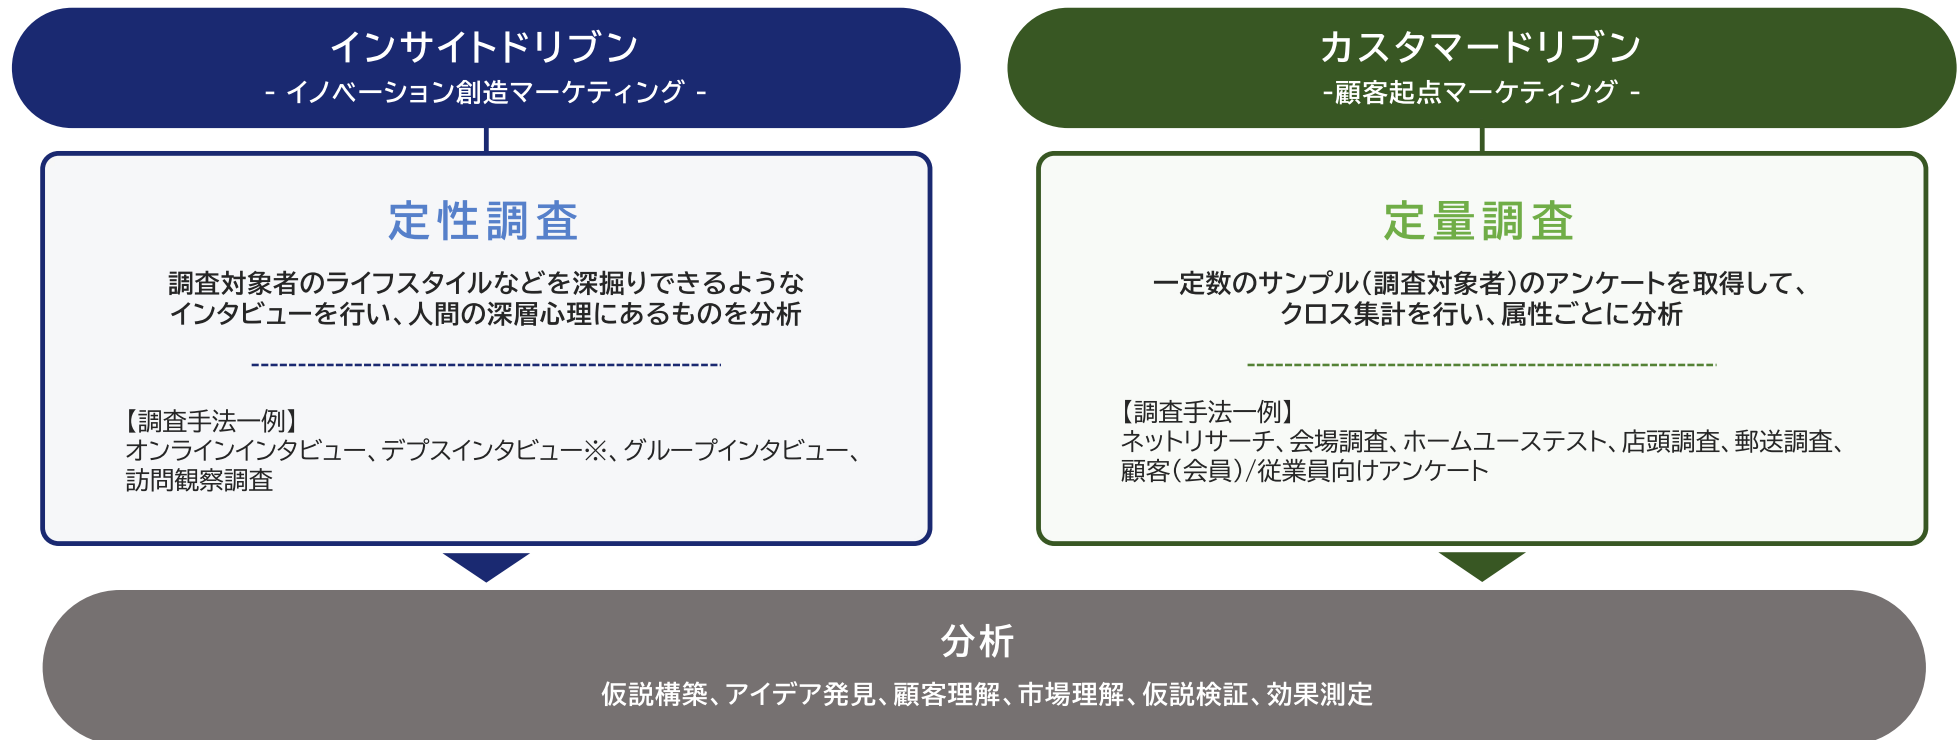 インサイトドリブン
- イノベーション創造マーケティング -
定性調査
調査対象者のライフスタイルなどを深掘りできるような
インタビューを行い、人間の深層心理にあるものを分析
【調査手法一例】
オンラインインタビュー、デプスインタビュー※、グループインタビュー、
訪問観察調査
カスタマードリブン
-顧客起点マーケティング -
定量調査
一定数のサンプル（調査対象者）のアンケートを取得して、
クロス集計を行い、属性ごとに分析
【調査手法一例】
ネットリサーチ、会場調査、ホームユーステスト、店頭調査、郵送調査、
顧客（会員）/従業員向けアンケート
分析
仮説構築、アイデア発見、顧客理解、市場理解、仮説検証、効果測定